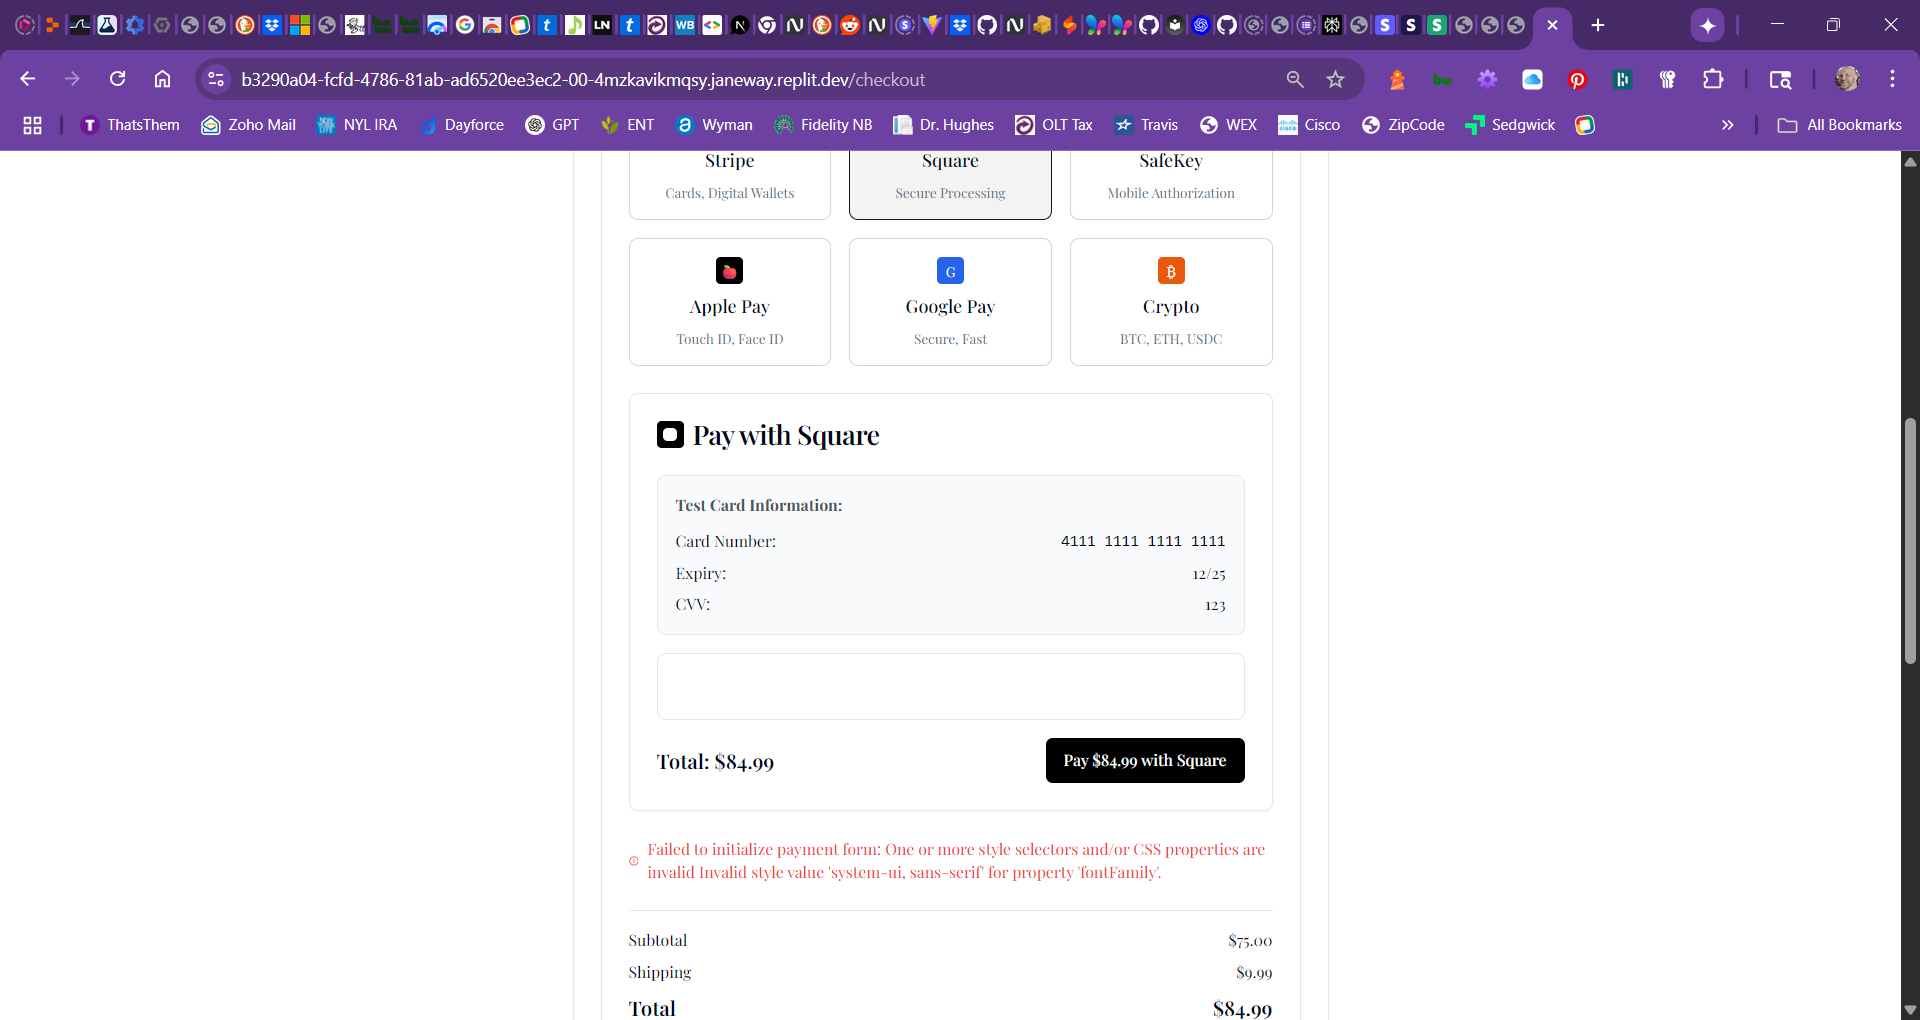 b3290a04-fcfd-4786-81ab-ad6520ee3ec2-00-4mzkavikmqsy.janeway.replit.dev/checkout
ThatsThem Zoho Mail NYL IRA Dayforce GPT ENT Wyman Fidelity NB Dr. Hughes OLT Tax Travis WEX Cisco ZipCode Sedgwick All Bookmarks
Stripe
Cards, Digital Wallets
Square
Secure Processing
SafeKey
Mobile Authorization
Apple Pay
Touch ID, Face ID
G
Google Pay
Secure, Fast
₿
Crypto
BTC, ETH, USDC
Pay with Square
Test Card Information:
Card Number: 4111 1111 1111 1111
Expiry: 12/25
CVV: 123
Total: $84.99
Pay $84.99 with Square
Failed to initialize payment form: One or more style selectors and/or CSS properties are
invalid Invalid style value 'system-ui, sans-serif' for property 'fontFamily'.
Subtotal $75.00
Shipping $9.99
Total $84.99